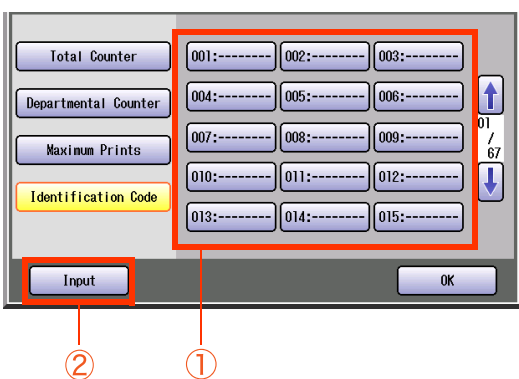 Total Counter
Departmental Counter
Maximum Prints
Identification Code
001:-------- 002:-------- 003:--------
004:-------- 005:-------- 006:--------
007:-------- 008:-------- 009:--------
010:-------- 011:-------- 012:--------
013:-------- 014:-------- 015:--------
01
/
67
Input
OK
② ①